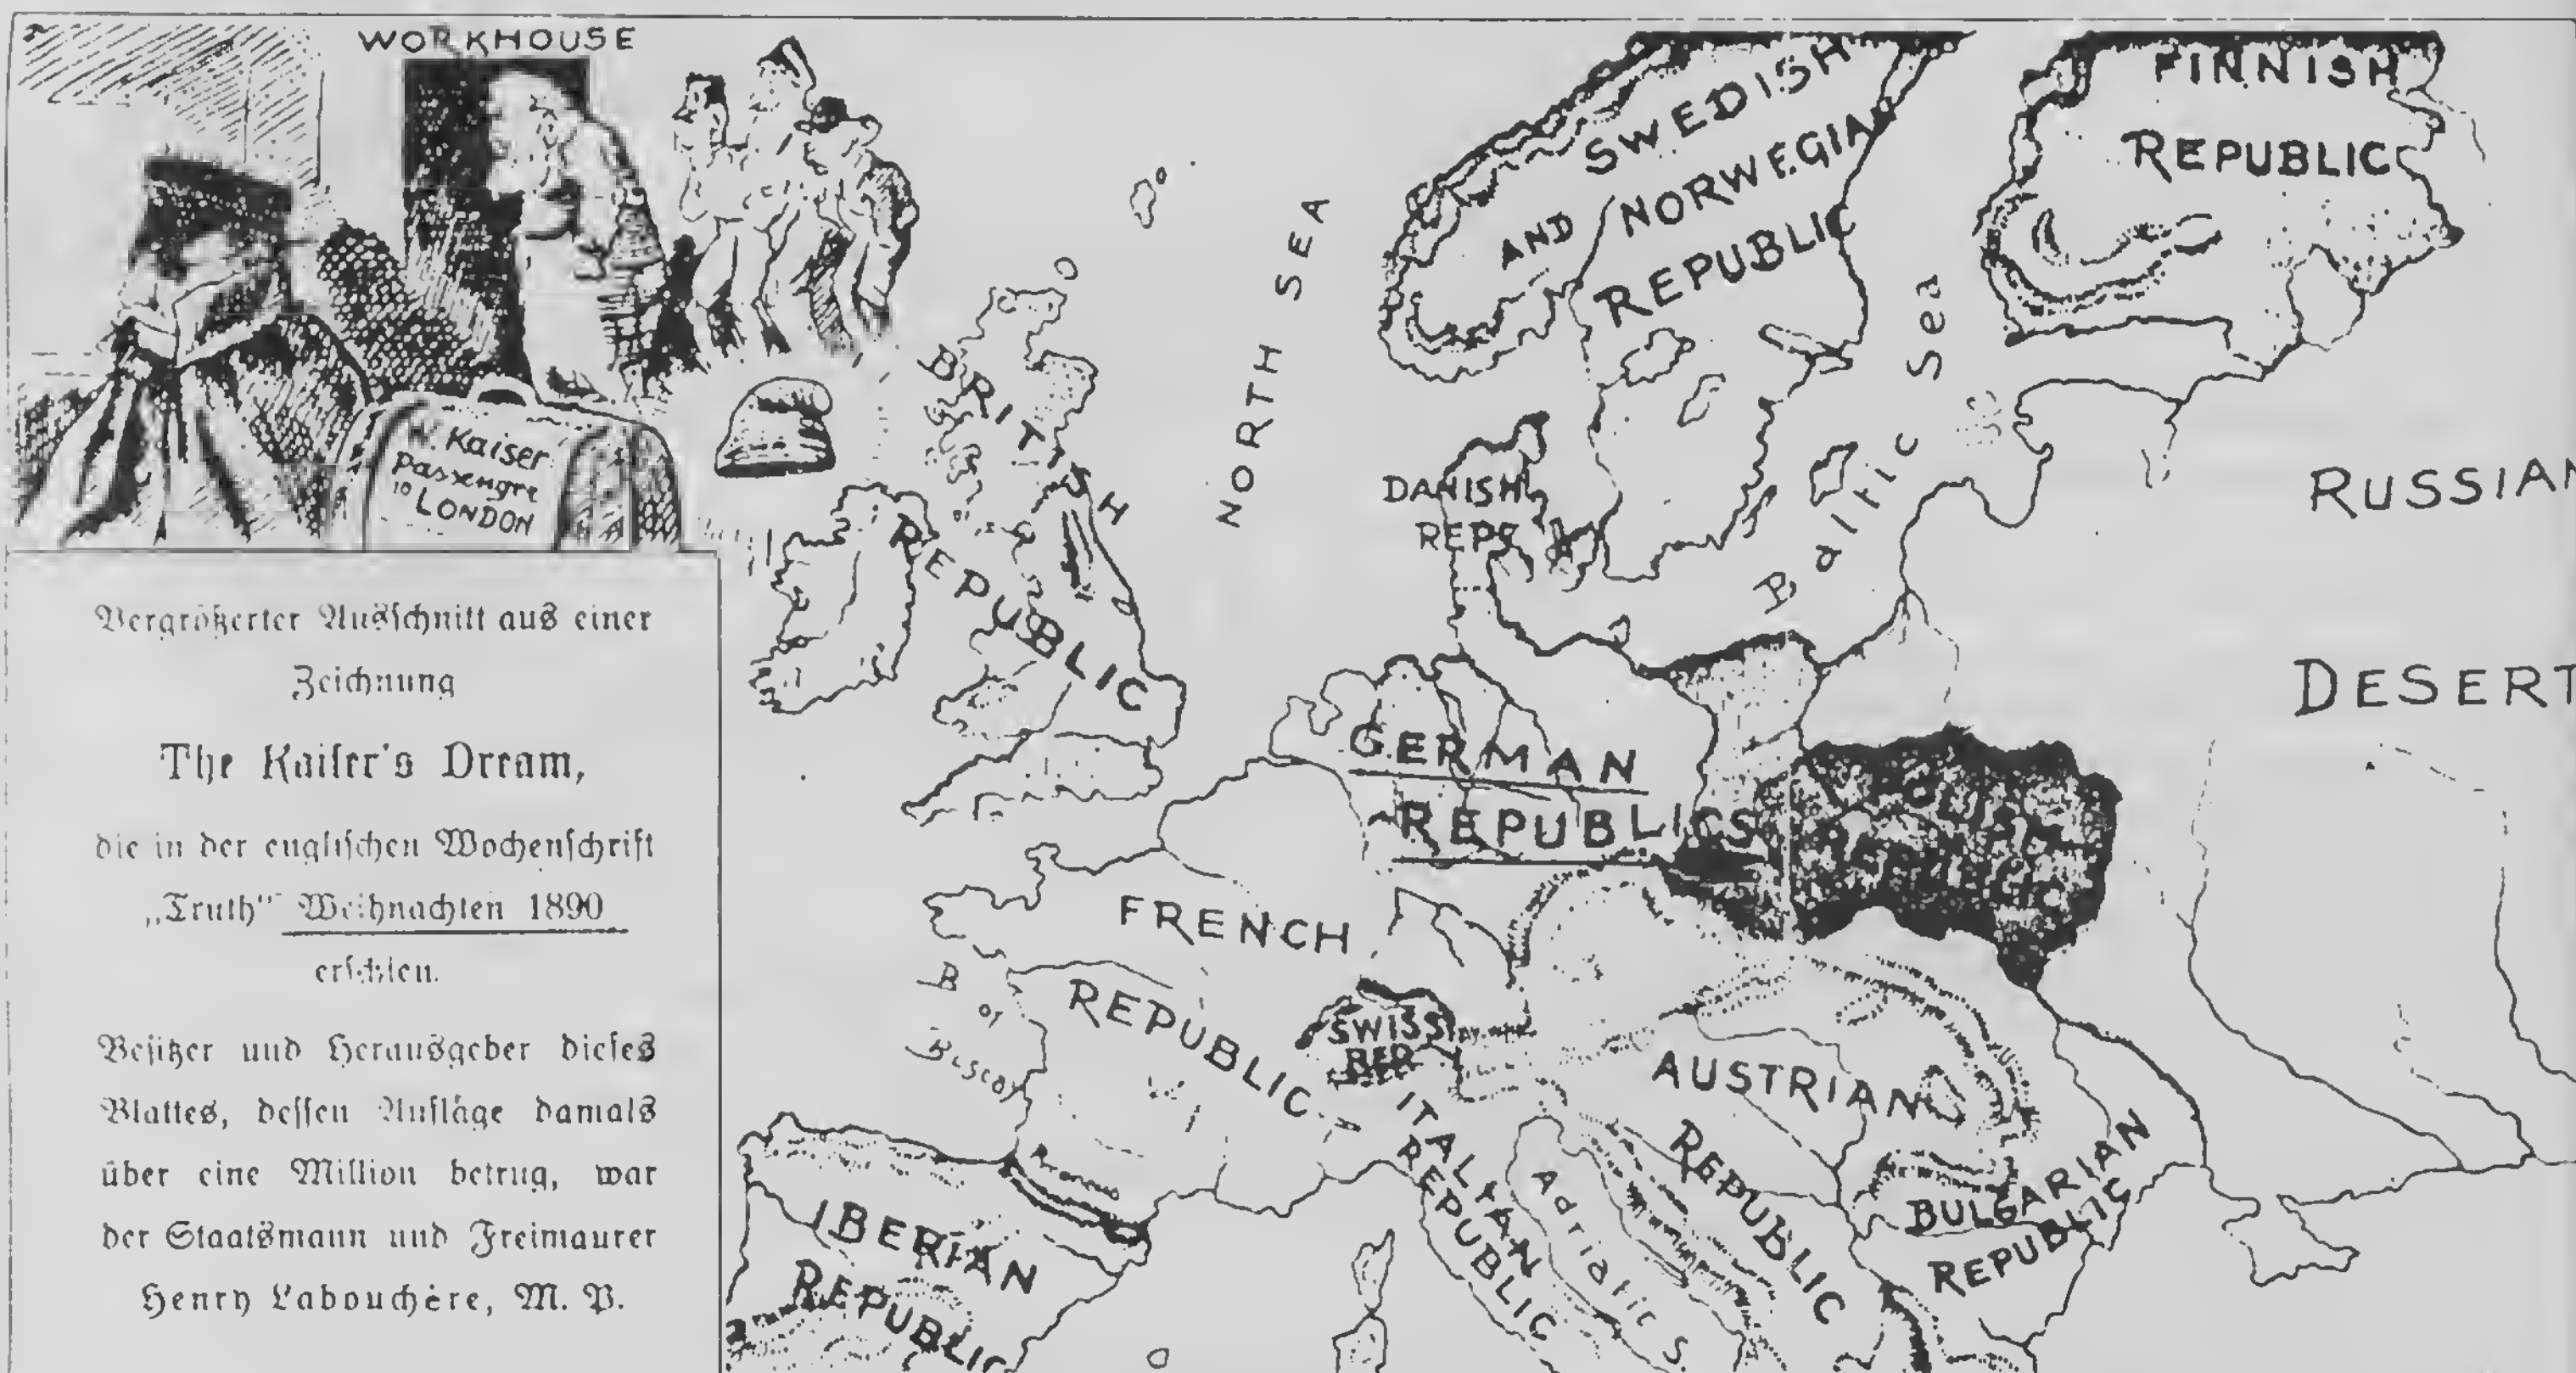 WORKHOUSE
W. Kaiser
passengre
to
LONDON
Vergrößerter Ausschnitt aus einer
Zeichnung
The Kaiser's Dream,
die in der englischen Wochenschrift
„Truth" Weihnachten 1890
erschien.
Besitzer und Herausgeber dieses
Blattes, dessen Auflage damals
über eine Million betrug, war
der Staatsmann und Freimaurer
Henry Labouchère, M. P.
SWEDISH
AND NORWEGIAN
REPUBLIC
FINNISH
REPUBLIC
NORTH SEA
Baltic Sea
BRITISH
REPUBLIC
DANISH
REPB
RUSSIAN
DESERT
GERMAN
REPUBLICS
POLISH
REPUBLIC
FRENCH
REPUBLIC
B of
Biscay
SWISS
REP
AUSTRIAN
REPUBLIC
ITALIAN
REPUBLIC
Adriatic S.
BULGARIAN
REPUBLIC
IBERIAN
REPUBLIC